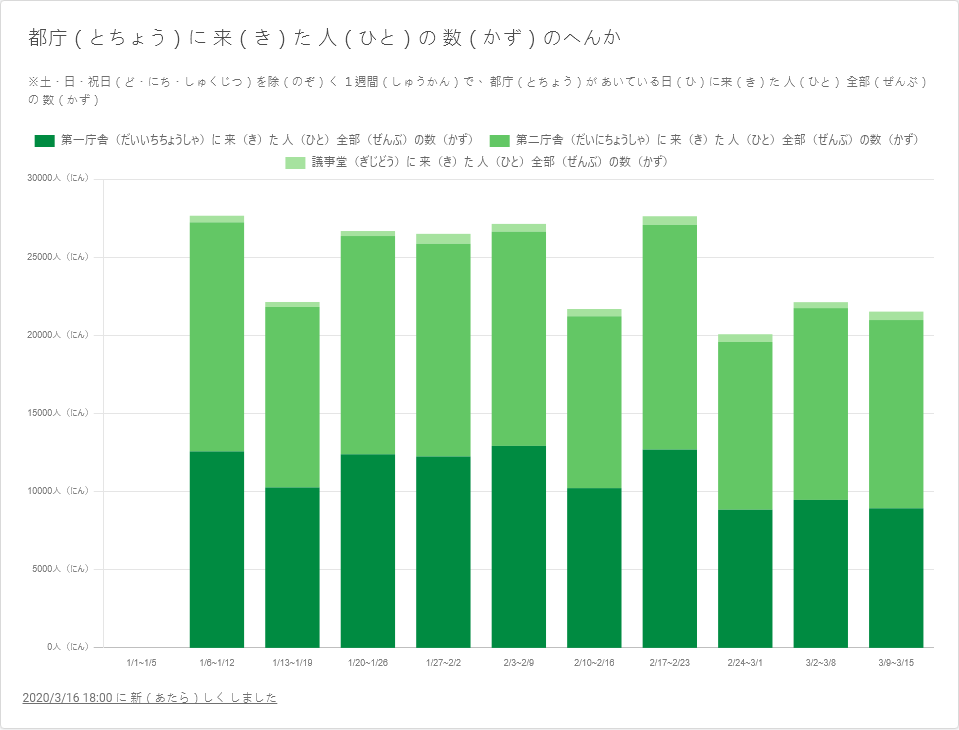 都庁 ( とちょう ) に 来 ( き ) た 人 ( ひと ) の 数 ( かず ) のへんか
※土・日・祝日 ( ど・にち・しゅくじつ ) を除 ( のぞ ) く 1 週間 ( しゅうかん ) で 、 都庁 ( とちょう ) が あいている日 ( ひ ) に来 ( き ) た 人 ( ひと ) 全部 ( ぜんぶ )
の 数 ( かず )
第一庁舎（だいいちちょうしゃ）に 来（き）た 人（ひと）全部（ぜんぶ）の数（かず） 第二庁舎（だいにちょうしゃ）に 来（き）た 人（ひと）全部（ぜんぶ）の数（かず）
議事堂（ぎじどう）に 来（き）た 人（ひと）全部（ぜんぶ）の数（かず）
30000人（にん）
25000人（にん）
20000人（にん）
15000人（にん）
10000人（にん）
5000人（にん）
0人（にん）
1/1~1/5 1/6~1/12 1/13~1/19 1/20~1/26 1/27~2/2 2/3~2/9 2/10~2/16 2/17~2/23 2/24~3/1 3/2~3/8 3/9~3/15
2020/3/16 18:00 に 新 ( あたら ) しく しました